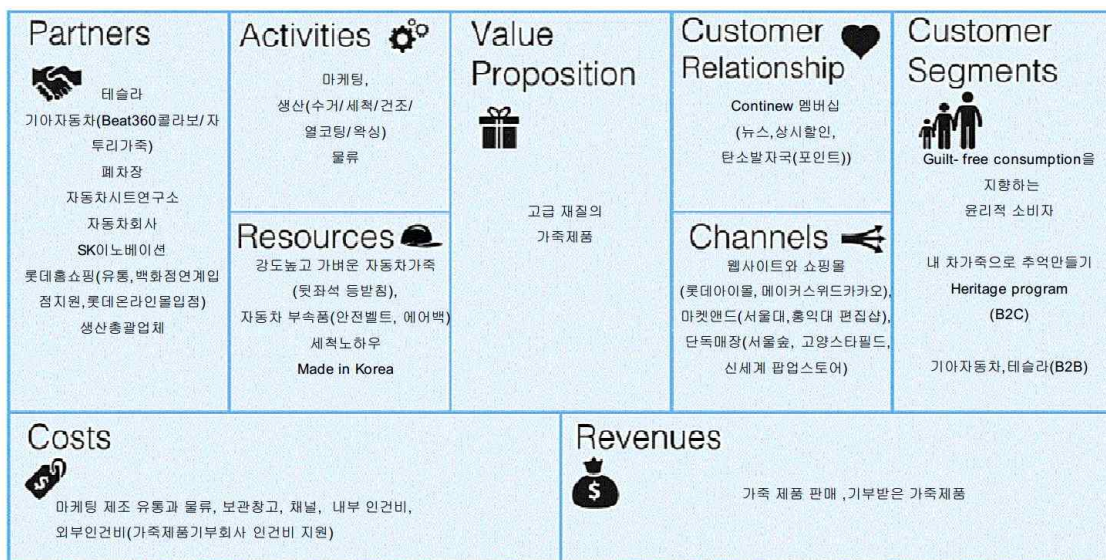 Partners
테슬라
기아자동차(Beat360콜라보/자
투리가죽)
폐차장
자동차시트연구소
자동차회사
SK이노베이션
롯데홈쇼핑(유통,백화점연계입
점지원,롯데온라인몰입점)
생산총괄업체
Activities
마케팅,
생산(수거/세척/건조/
열코팅/왁싱)
물류
Resources
강도높고 가벼운 자동차가죽
(뒷좌석 등받침),
자동차 부속품(안전벨트, 에어백)
세척노하우
Made in Korea
Value
Proposition
고급 재질의
가죽제품
Customer
Relationship
Continew 멤버십
(뉴스,상시할인,
탄소발자국(포인트))
Channels
웹사이트와 쇼핑몰
(롯데아이몰, 메이커스위드카카오),
마켓앤드(서울대,홍익대 편집샵),
단독매장(서울숲, 고양스타필드,
신세계 팝업스토어)
Customer
Segments
Guilt- free consumption을
지향하는
윤리적 소비자
내 차가죽으로 추억만들기
Heritage program
(B2C)
기아자동차,테슬라(B2B)
Costs
마케팅 제조 유통과 물류, 보관창고, 채널, 내부 인건비,
외부인건비(가죽제품기부회사 인건비 지원)
Revenues
가죽 제품 판매 ,기부받은 가죽제품